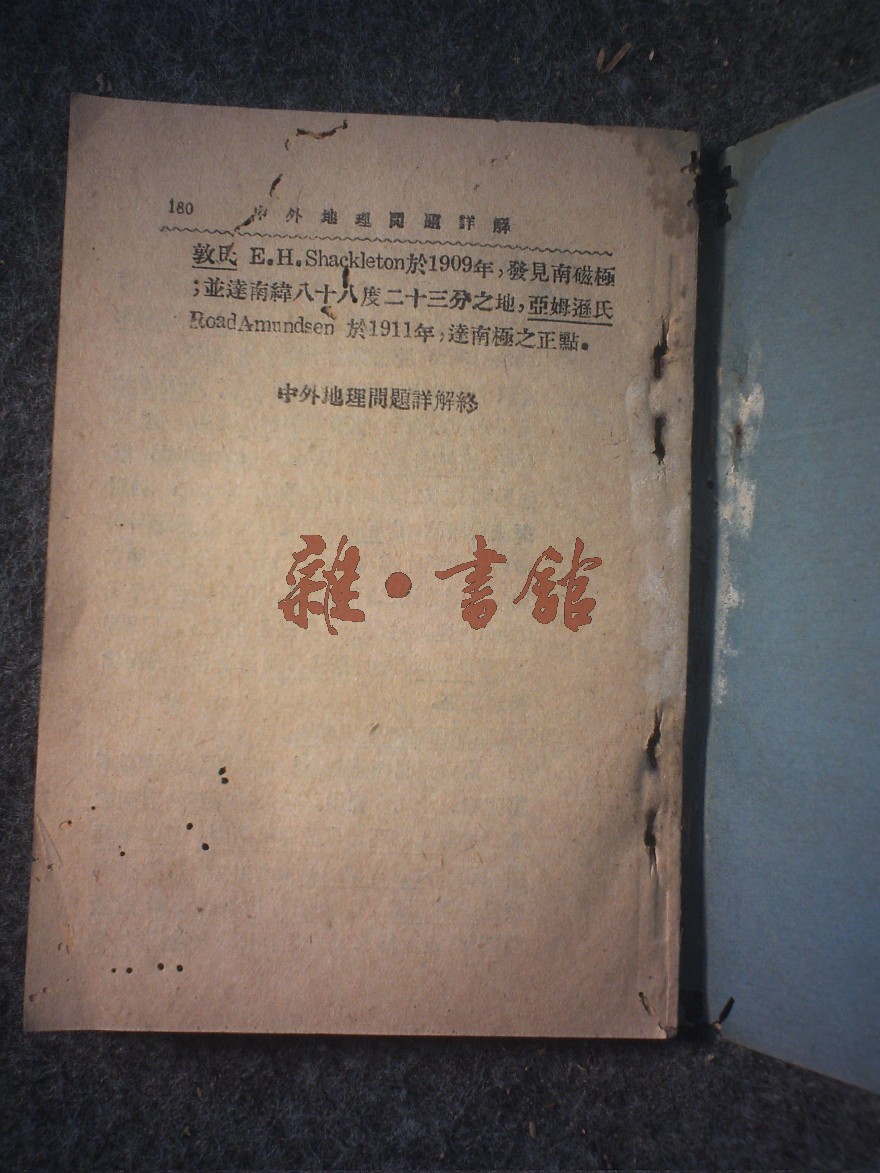 180 中外地理問題詳解
敦氏 E.H.Shackleton於1909年,發見南磁極
;並達南緯八十八度二十三分之地,亞姆遜氏
RoadAmundsen 於1911年,達南極之正點。
中外地理問題詳解終
雜·書館